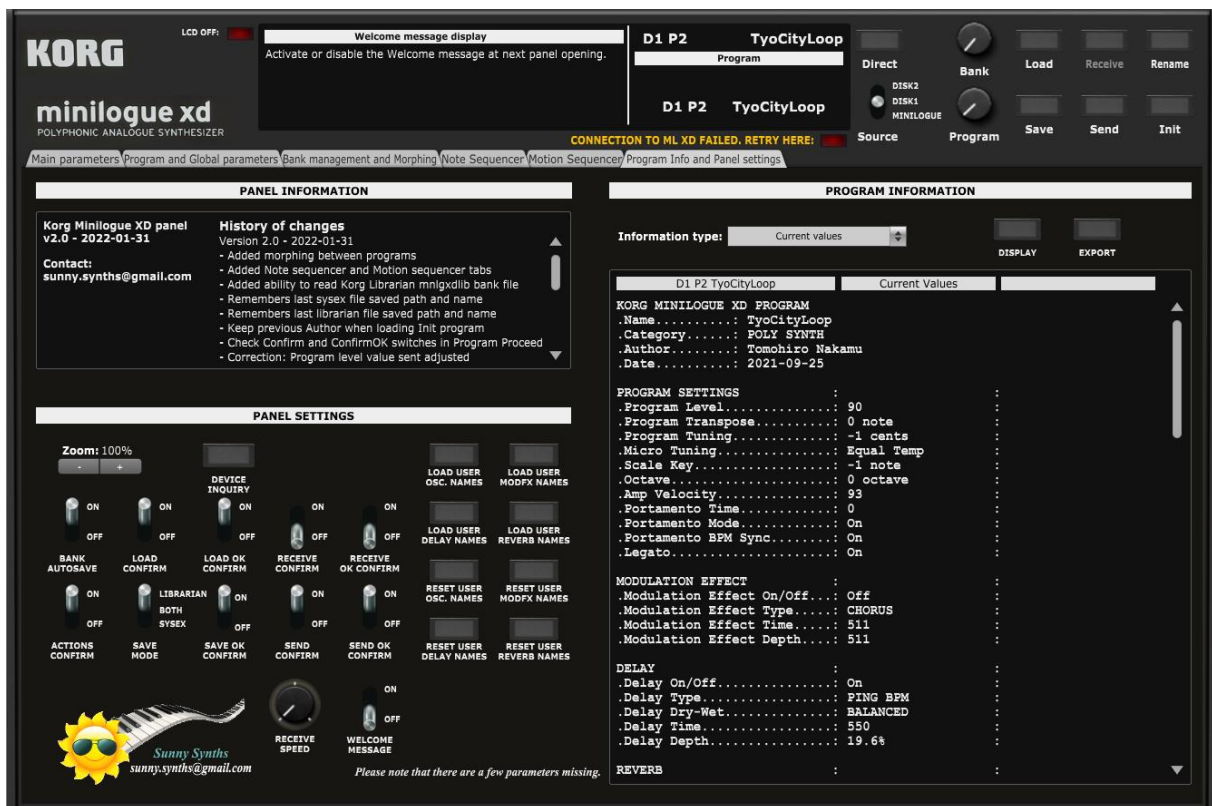 KORG
minilogue xd
POLYPHONIC ANALOGUE SYNTHESIZER
LCD OFF:
Welcome message display
Activate or disable the Welcome message at next panel opening.
D1 P2 TyoCityLoop
Program
D1 P2 TyoCityLoop
CONNECTION TO ML XD FAILED. RETRY HERE:
Direct
DISK2
DISK1
MINILOGUE
Source
Bank
Program
Load
Receive
Rename
Save
Send
Init
Main parameters
Program and Global parameters
Bank management and Morphing
Note Sequencer
Motion Sequencer
Program Info and Panel settings
PANEL INFORMATION
Korg Minilogue XD panel
v2.0 - 2022-01-31
Contact:
sunny.synths@gmail.com
History of changes
Version 2.0 - 2022-01-31
- Added morphing between programs
- Added Note sequencer and Motion sequencer tabs
- Added ability to read Korg Librarian mnlgxdlib bank file
- Remembers last sysex file saved path and name
- Remembers last librarian file saved path and name
- Keep previous Author when loading Init program
- Check Confirm and ConfirmOK switches in Program Proceed
- Correction: Program level value sent adjusted
PANEL SETTINGS
Zoom: 100%
- +
DEVICE
INQUIRY
LOAD USER
OSC. NAMES
LOAD USER
MODFX NAMES
ON
OFF
BANK
AUTOSAVE
ON
OFF
LOAD
CONFIRM
ON
OFF
LOAD OK
CONFIRM
ON
OFF
RECEIVE
CONFIRM
ON
OFF
RECEIVE
OK CONFIRM
LOAD USER
DELAY NAMES
LOAD USER
REVERB NAMES
ON
OFF
ACTIONS
CONFIRM
LIBRARIAN
BOTH
SYSEX
SAVE
MODE
ON
OFF
SAVE OK
CONFIRM
ON
OFF
SEND
CONFIRM
ON
OFF
SEND OK
CONFIRM
RESET USER
OSC. NAMES
RESET USER
MODFX NAMES
RESET USER
DELAY NAMES
RESET USER
REVERB NAMES
RECEIVE
SPEED
ON
OFF
WELCOME
MESSAGE
Sunny Synths
sunny.synths@gmail.com
Please note that there are a few parameters missing.
PROGRAM INFORMATION
Information type: Current values
DISPLAY
EXPORT
D1 P2 TyoCityLoop
Current Values
KORG MINILOGUE XD PROGRAM
.Name..........: TyoCityLoop
.Category......: POLY SYNTH
.Author........: Tomohiro Nakamu
.Date..........: 2021-09-25
PROGRAM SETTINGS : :
.Program Level..............: 90 :
.Program Transpose..........: 0 note :
.Program Tuning.............: -1 cents :
.Micro Tuning...............: Equal Temp :
.Scale Key..................: -1 note :
.Octave.....................: 0 octave :
.Amp Velocity...............: 93 :
.Portamento Time............: 0 :
.Portamento Mode............: On :
.Portamento BPM Sync........: On :
.Legato.....................: On :
MODULATION EFFECT : :
.Modulation Effect On/Off...: Off :
.Modulation Effect Type.....: CHORUS :
.Modulation Effect Time.....: 511 :
.Modulation Effect Depth....: 511 :
DELAY : :
.Delay On/Off...............: On :
.Delay Type.................: PING BPM :
.Delay Dry-Wet..............: BALANCED :
.Delay Time.................: 550 :
.Delay Depth................: 19.6% :
REVERB : :